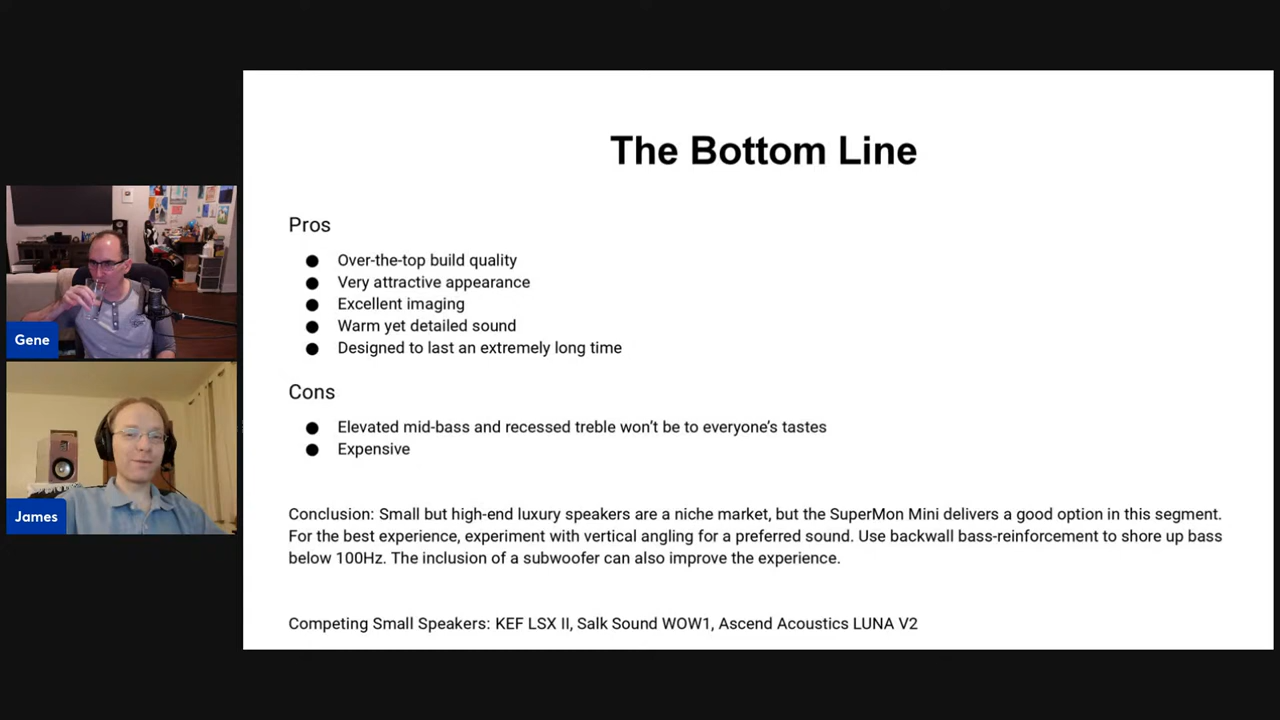 The Bottom Line
Pros
● Over-the-top build quality
● Very attractive appearance
● Excellent imaging
● Warm yet detailed sound
● Designed to last an extremely long time
Cons
● Elevated mid-bass and recessed treble won’t be to everyone’s tastes
● Expensive
Conclusion: Small but high-end luxury speakers are a niche market, but the SuperMon Mini delivers a good option in this segment.
For the best experience, experiment with vertical angling for a preferred sound. Use backwall bass-reinforcement to shore up bass
below 100Hz. The inclusion of a subwoofer can also improve the experience.
Competing Small Speakers: KEF LSX II, Salk Sound WOW1, Ascend Acoustics LUNA V2
Gene
James